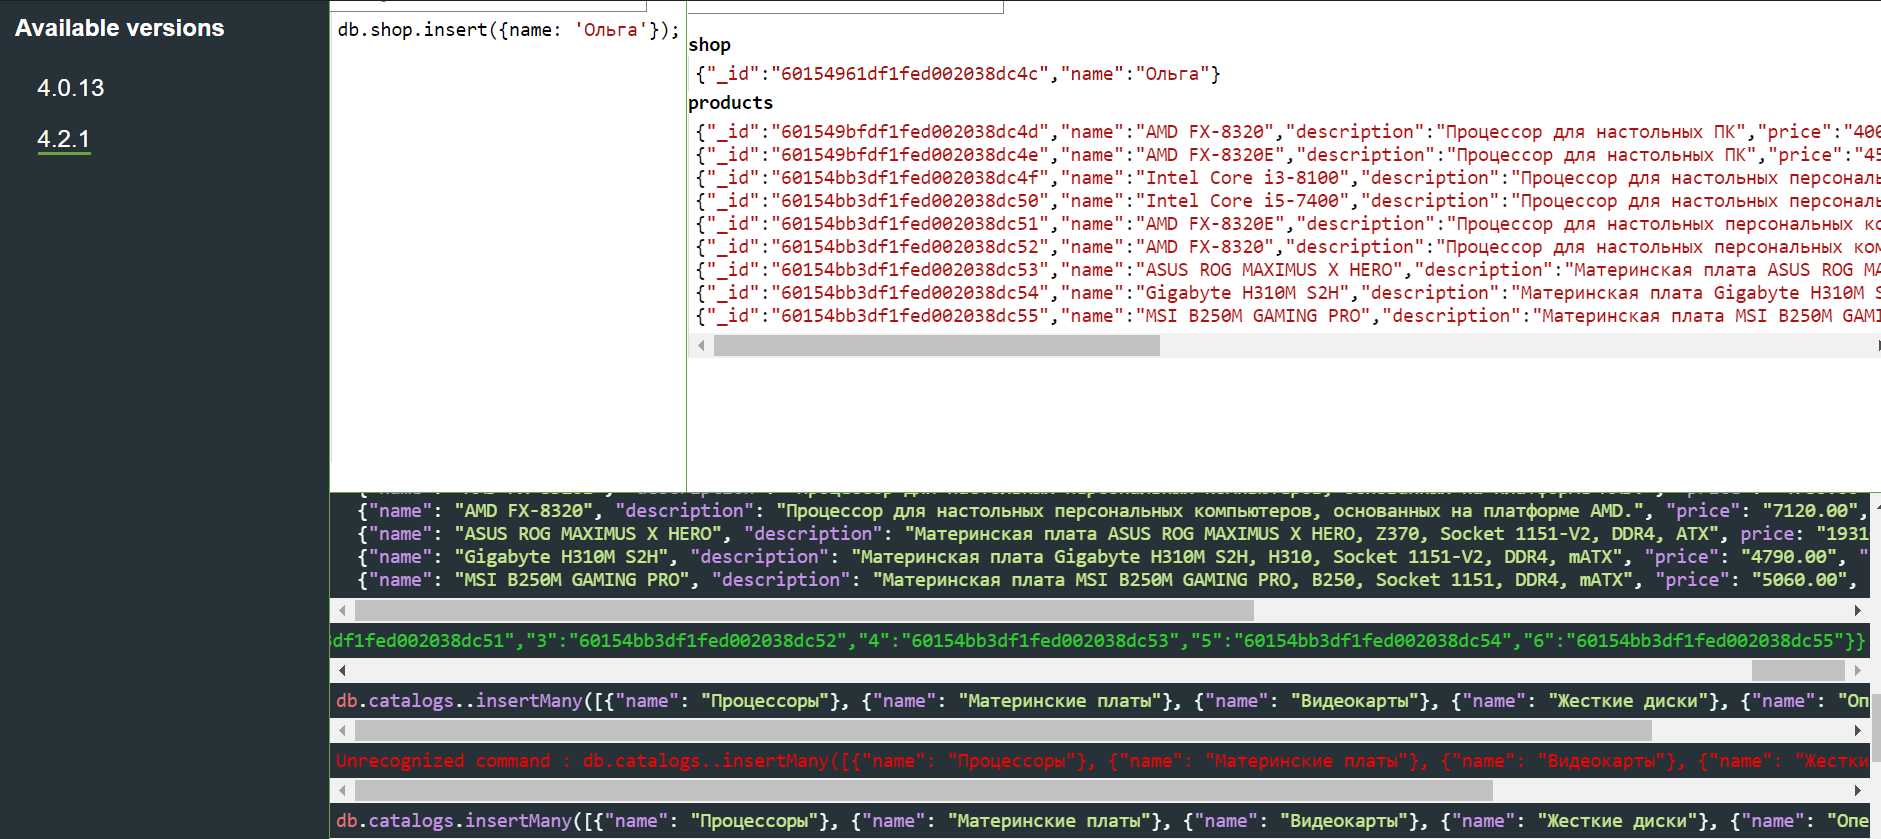 Available versions
4.0.13
4.2.1
db.shop.insert({name: 'Ольга'});
shop
{"_id":"60154961df1fed002038dc4c","name":"Ольга"}
products
{"_id":"601549bfdf1fed002038dc4d","name":"AMD FX-8320","description":"Процессор для настольных ПК","price":"400
{"_id":"601549bfdf1fed002038dc4e","name":"AMD FX-8320E","description":"Процессор для настольных ПК","price":"45
{"_id":"60154bb3df1fed002038dc4f","name":"Intel Core i3-8100","description":"Процессор для настольных персональ
{"_id":"60154bb3df1fed002038dc50","name":"Intel Core i5-7400","description":"Процессор для настольных персональ
{"_id":"60154bb3df1fed002038dc51","name":"AMD FX-8320E","description":"Процессор для настольных персональных ко
{"_id":"60154bb3df1fed002038dc52","name":"AMD FX-8320","description":"Процессор для настольных персональных ком
{"_id":"60154bb3df1fed002038dc53","name":"ASUS ROG MAXIMUS X HERO","description":"Материнская плата ASUS ROG MA
{"_id":"60154bb3df1fed002038dc54","name":"Gigabyte H310M S2H","description":"Материнская плата Gigabyte H310M S
{"_id":"60154bb3df1fed002038dc55","name":"MSI B250M GAMING PRO","description":"Материнская плата MSI B250M GAMI
{"name": "AMD FX-8320", "description": "Процессор для настольных персональных компьютеров, основанных на платформе AMD.", "price": "7120.00",
{"name": "ASUS ROG MAXIMUS X HERO", "description": "Материнская плата ASUS ROG MAXIMUS X HERO, Z370, Socket 1151-V2, DDR4, ATX", price: "1931
{"name": "Gigabyte H310M S2H", "description": "Материнская плата Gigabyte H310M S2H, H310, Socket 1151-V2, DDR4, mATX", "price": "4790.00", "
{"name": "MSI B250M GAMING PRO", "description": "Материнская плата MSI B250M GAMING PRO, B250, Socket 1151, DDR4, mATX", "price": "5060.00",
df1fed002038dc51","3":"60154bb3df1fed002038dc52","4":"60154bb3df1fed002038dc53","5":"60154bb3df1fed002038dc54","6":"60154bb3df1fed002038dc55"}}
db.catalogs..insertMany([{"name": "Процессоры"}, {"name": "Материнские платы"}, {"name": "Видеокарты"}, {"name": "Жесткие диски"}, {"name": "Оп
Unrecognized command : db.catalogs..insertMany([{"name": "Процессоры"}, {"name": "Материнские платы"}, {"name": "Видеокарты"}, {"name": "Жестки
db.catalogs.insertMany([{"name": "Процессоры"}, {"name": "Материнские платы"}, {"name": "Видеокарты"}, {"name": "Жесткие диски"}, {"name": "Опе